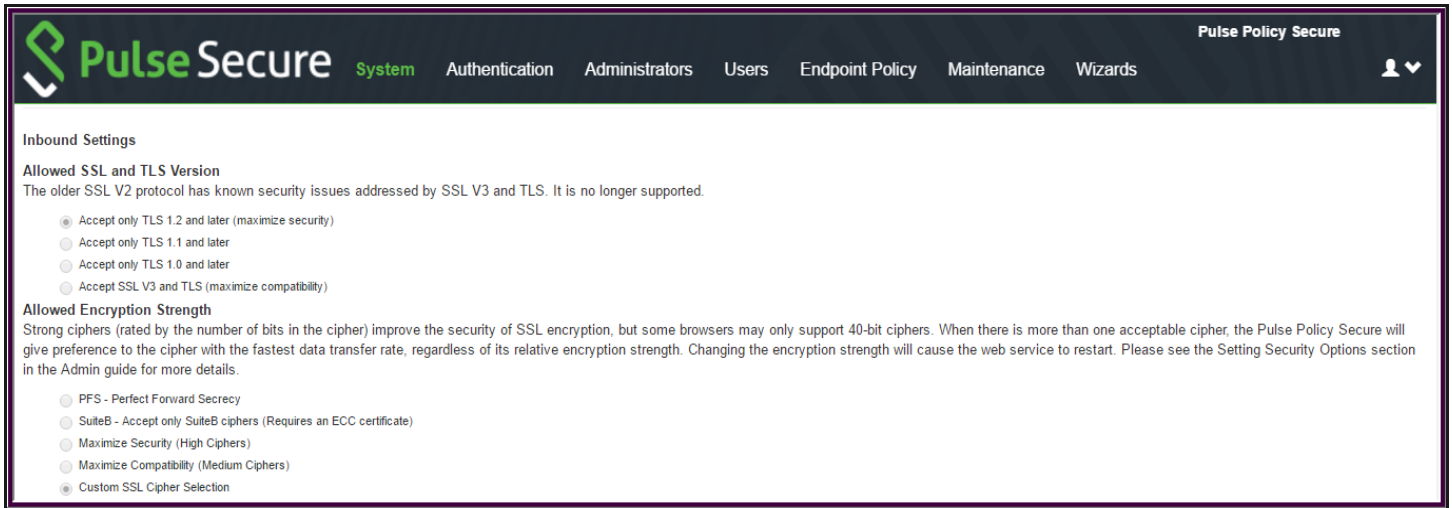 Pulse Policy Secure
Pulse Secure System Authentication Administrators Users Endpoint Policy Maintenance Wizards
Inbound Settings
Allowed SSL and TLS Version
The older SSL V2 protocol has known security issues addressed by SSL V3 and TLS. It is no longer supported.
Accept only TLS 1.2 and later (maximize security)
Accept only TLS 1.1 and later
Accept only TLS 1.0 and later
Accept SSL V3 and TLS (maximize compatibility)
Allowed Encryption Strength
Strong ciphers (rated by the number of bits in the cipher) improve the security of SSL encryption, but some browsers may only support 40-bit ciphers. When there is more than one acceptable cipher, the Pulse Policy Secure will
give preference to the cipher with the fastest data transfer rate, regardless of its relative encryption strength. Changing the encryption strength will cause the web service to restart. Please see the Setting Security Options section
in the Admin guide for more details.
PFS - Perfect Forward Secrecy
SuiteB - Accept only SuiteB ciphers (Requires an ECC certificate)
Maximize Security (High Ciphers)
Maximize Compatibility (Medium Ciphers)
Custom SSL Cipher Selection